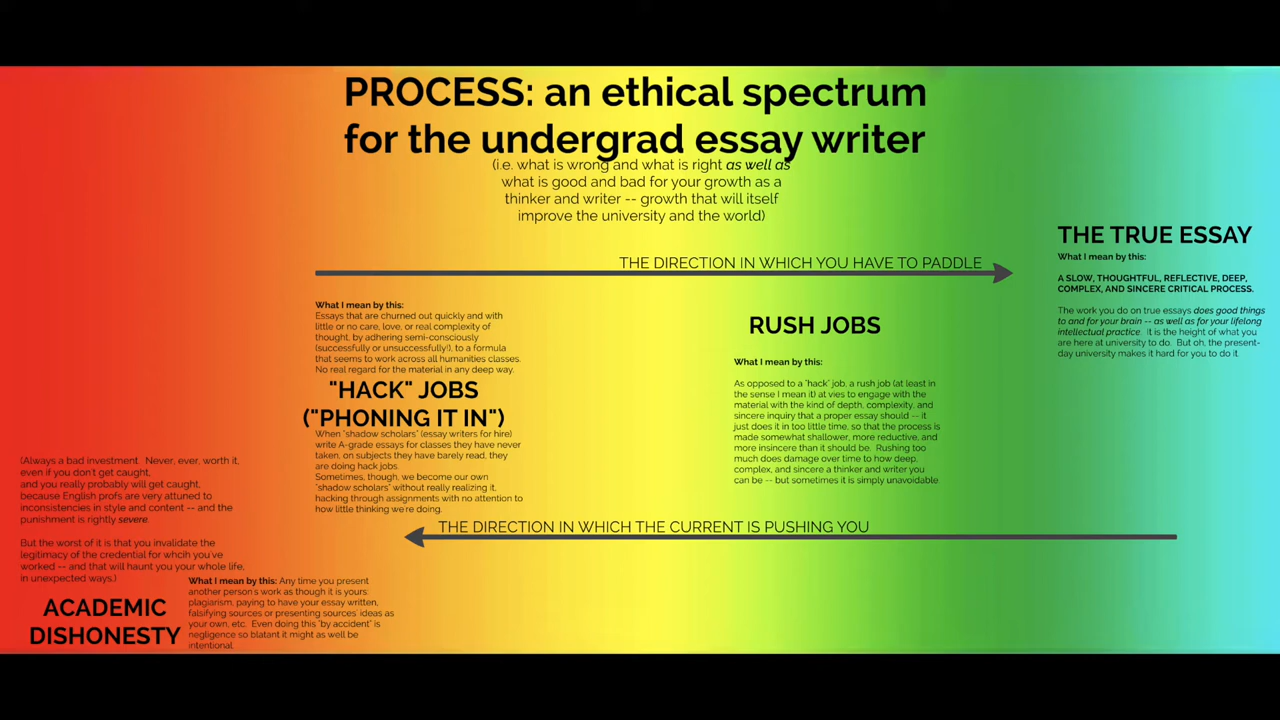 PROCESS: an ethical spectrum
for the undergrad essay writer
(i.e. what is wrong and what is right as well as
what is good and bad for your growth as a
thinker and writer -- growth that will itself
improve the university and the world)
THE DIRECTION IN WHICH YOU HAVE TO PADDLE
THE TRUE ESSAY
What I mean by this:
A SLOW, THOUGHTFUL, REFLECTIVE, DEEP,
COMPLEX, AND SINCERE CRITICAL PROCESS.
The work you do on true essays does good things
to and for your brain -- as well as for your lifelong
intellectual practice. It is the height of what you
are here at university to do. But oh, the present-
day university makes it hard for you to do it.
RUSH JOBS
What I mean by this:
As opposed to a "hack" job, a rush job (at least in
the sense I mean it) at vies to engage with the
material with the kind of depth, complexity, and
sincere inquiry that a proper essay should -- it
just does it in too little time, so that the process is
made somewhat shallower, more reductive, and
more insincere than it should be. Rushing too
much does damage over time to how deep,
complex, and sincere a thinker and writer you
can be -- but sometimes it is simply unavoidable.
What I mean by this:
Essays that are churned out quickly and with
little or no care, love, or real complexity of
thought, by adhering semi-consciously
(successfully or unsuccessfully!), to a formula
that seems to work across all humanities classes.
No real regard for the material in any deep way.
"HACK" JOBS
("PHONING IT IN")
When "shadow scholars" (essay writers for hire)
write A-grade essays for classes they have never
taken, on subjects they have barely read, they
are doing hack jobs.
Sometimes, though, we become our own
"shadow scholars" without really realizing it,
hacking through assignments with no attention to
how little thinking we're doing.
THE DIRECTION IN WHICH THE CURRENT IS PUSHING YOU
(Always a bad investment. Never, ever, worth it,
even if you don't get caught,
and you really probably will get caught,
because English profs are very attuned to
inconsistencies in style and content -- and the
punishment is rightly severe.
But the worst of it is that you invalidate the
legitimacy of the credential for whcih you've
worked -- and that will haunt you your whole life,
in unexpected ways.)
ACADEMIC
DISHONESTY
What I mean by this: Any time you present
another person's work as though it is yours:
plagiarism, paying to have your essay written,
falsifying sources or presenting sources' ideas as
your own, etc. Even doing this "by accident" is
negligence so blatant it might as well be
intentional.